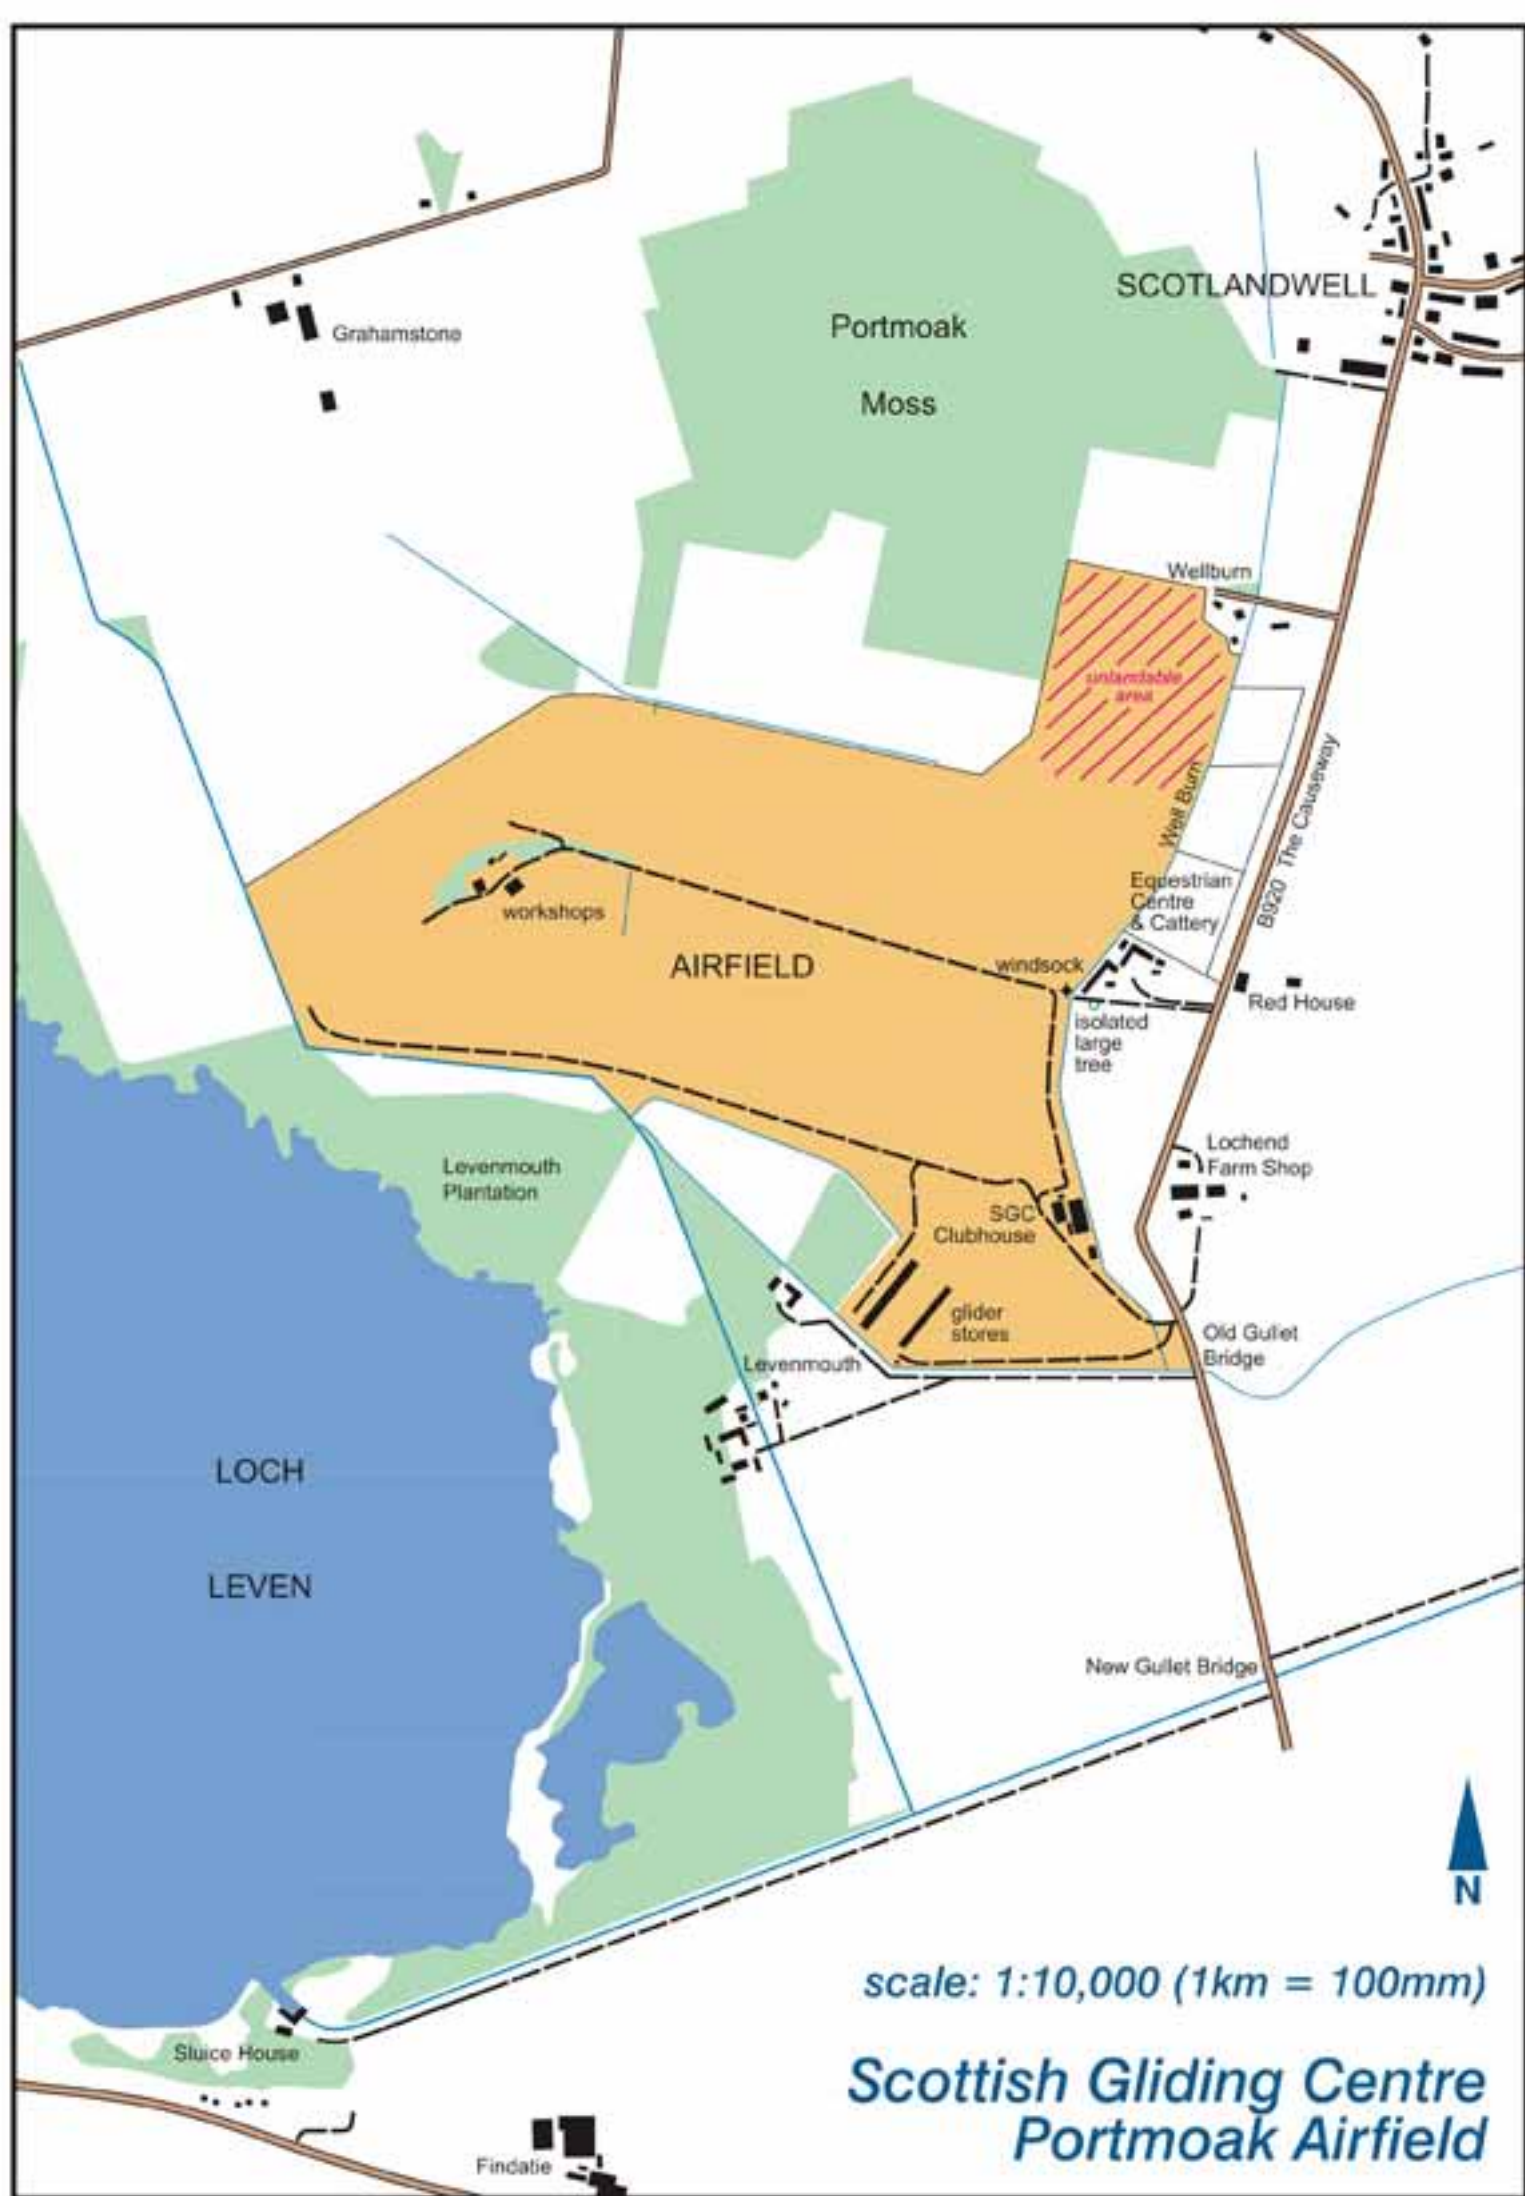 SCOTLANDWELL
Portmoak
Moss
Grahamstone
Wellburn
unlandable
area
Well Burn
B920 The Causeway
Equestrian
Centre
& Cattery
workshops
AIRFIELD
windsock
Red House
isolated
large
tree
Lochend
Farm Shop
Levenmouth
Plantation
SGC
Clubhouse
glider
stores
Old Gullet
Bridge
Levenmouth
LOCH
LEVEN
New Gullet Bridge
N
scale: 1:10,000 (1km = 100mm)
Sluice House
Scottish Gliding Centre
Portmoak Airfield
Findatie